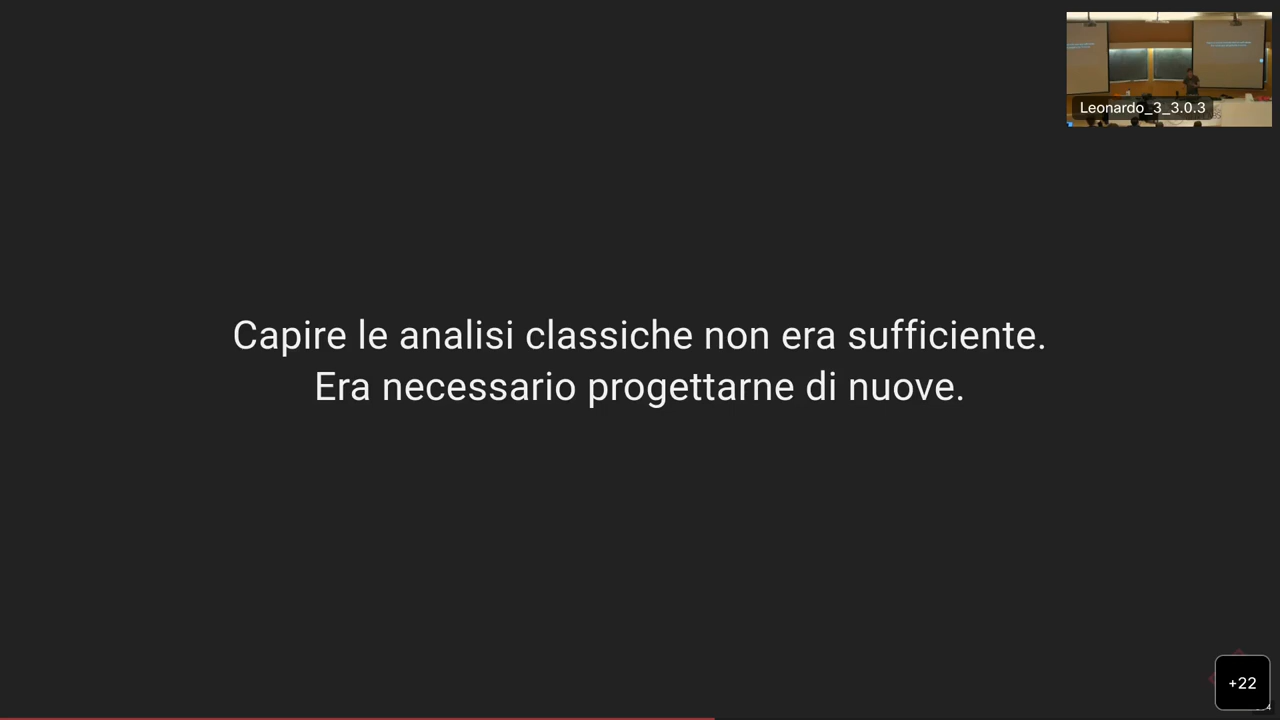 Leonardo_3_3.0.3
Capire le analisi classiche non era sufficiente.
Era necessario progettarne di nuove.
+22